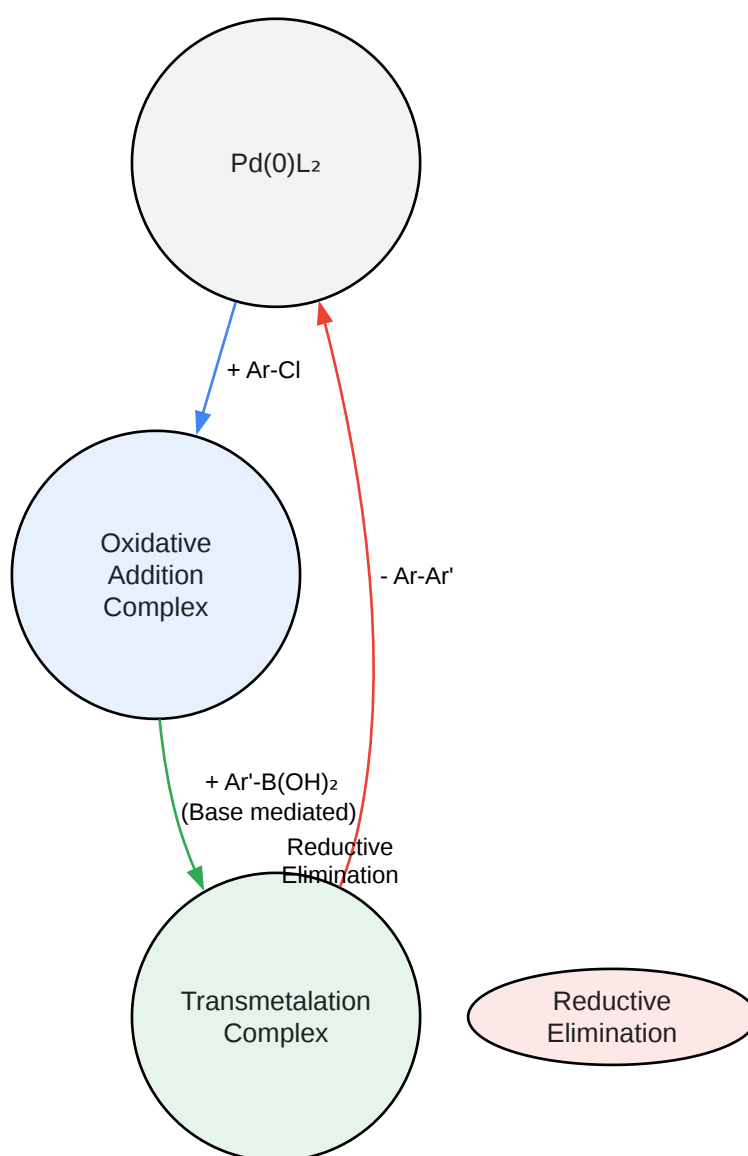 Pd(0)L₂
+ Ar-Cl
Oxidative
Addition
Complex
- Ar-Ar'
+ Ar'-B(OH)₂
(Base mediated)
Reductive
Elimination
Transmetalation
Complex
Reductive
Elimination